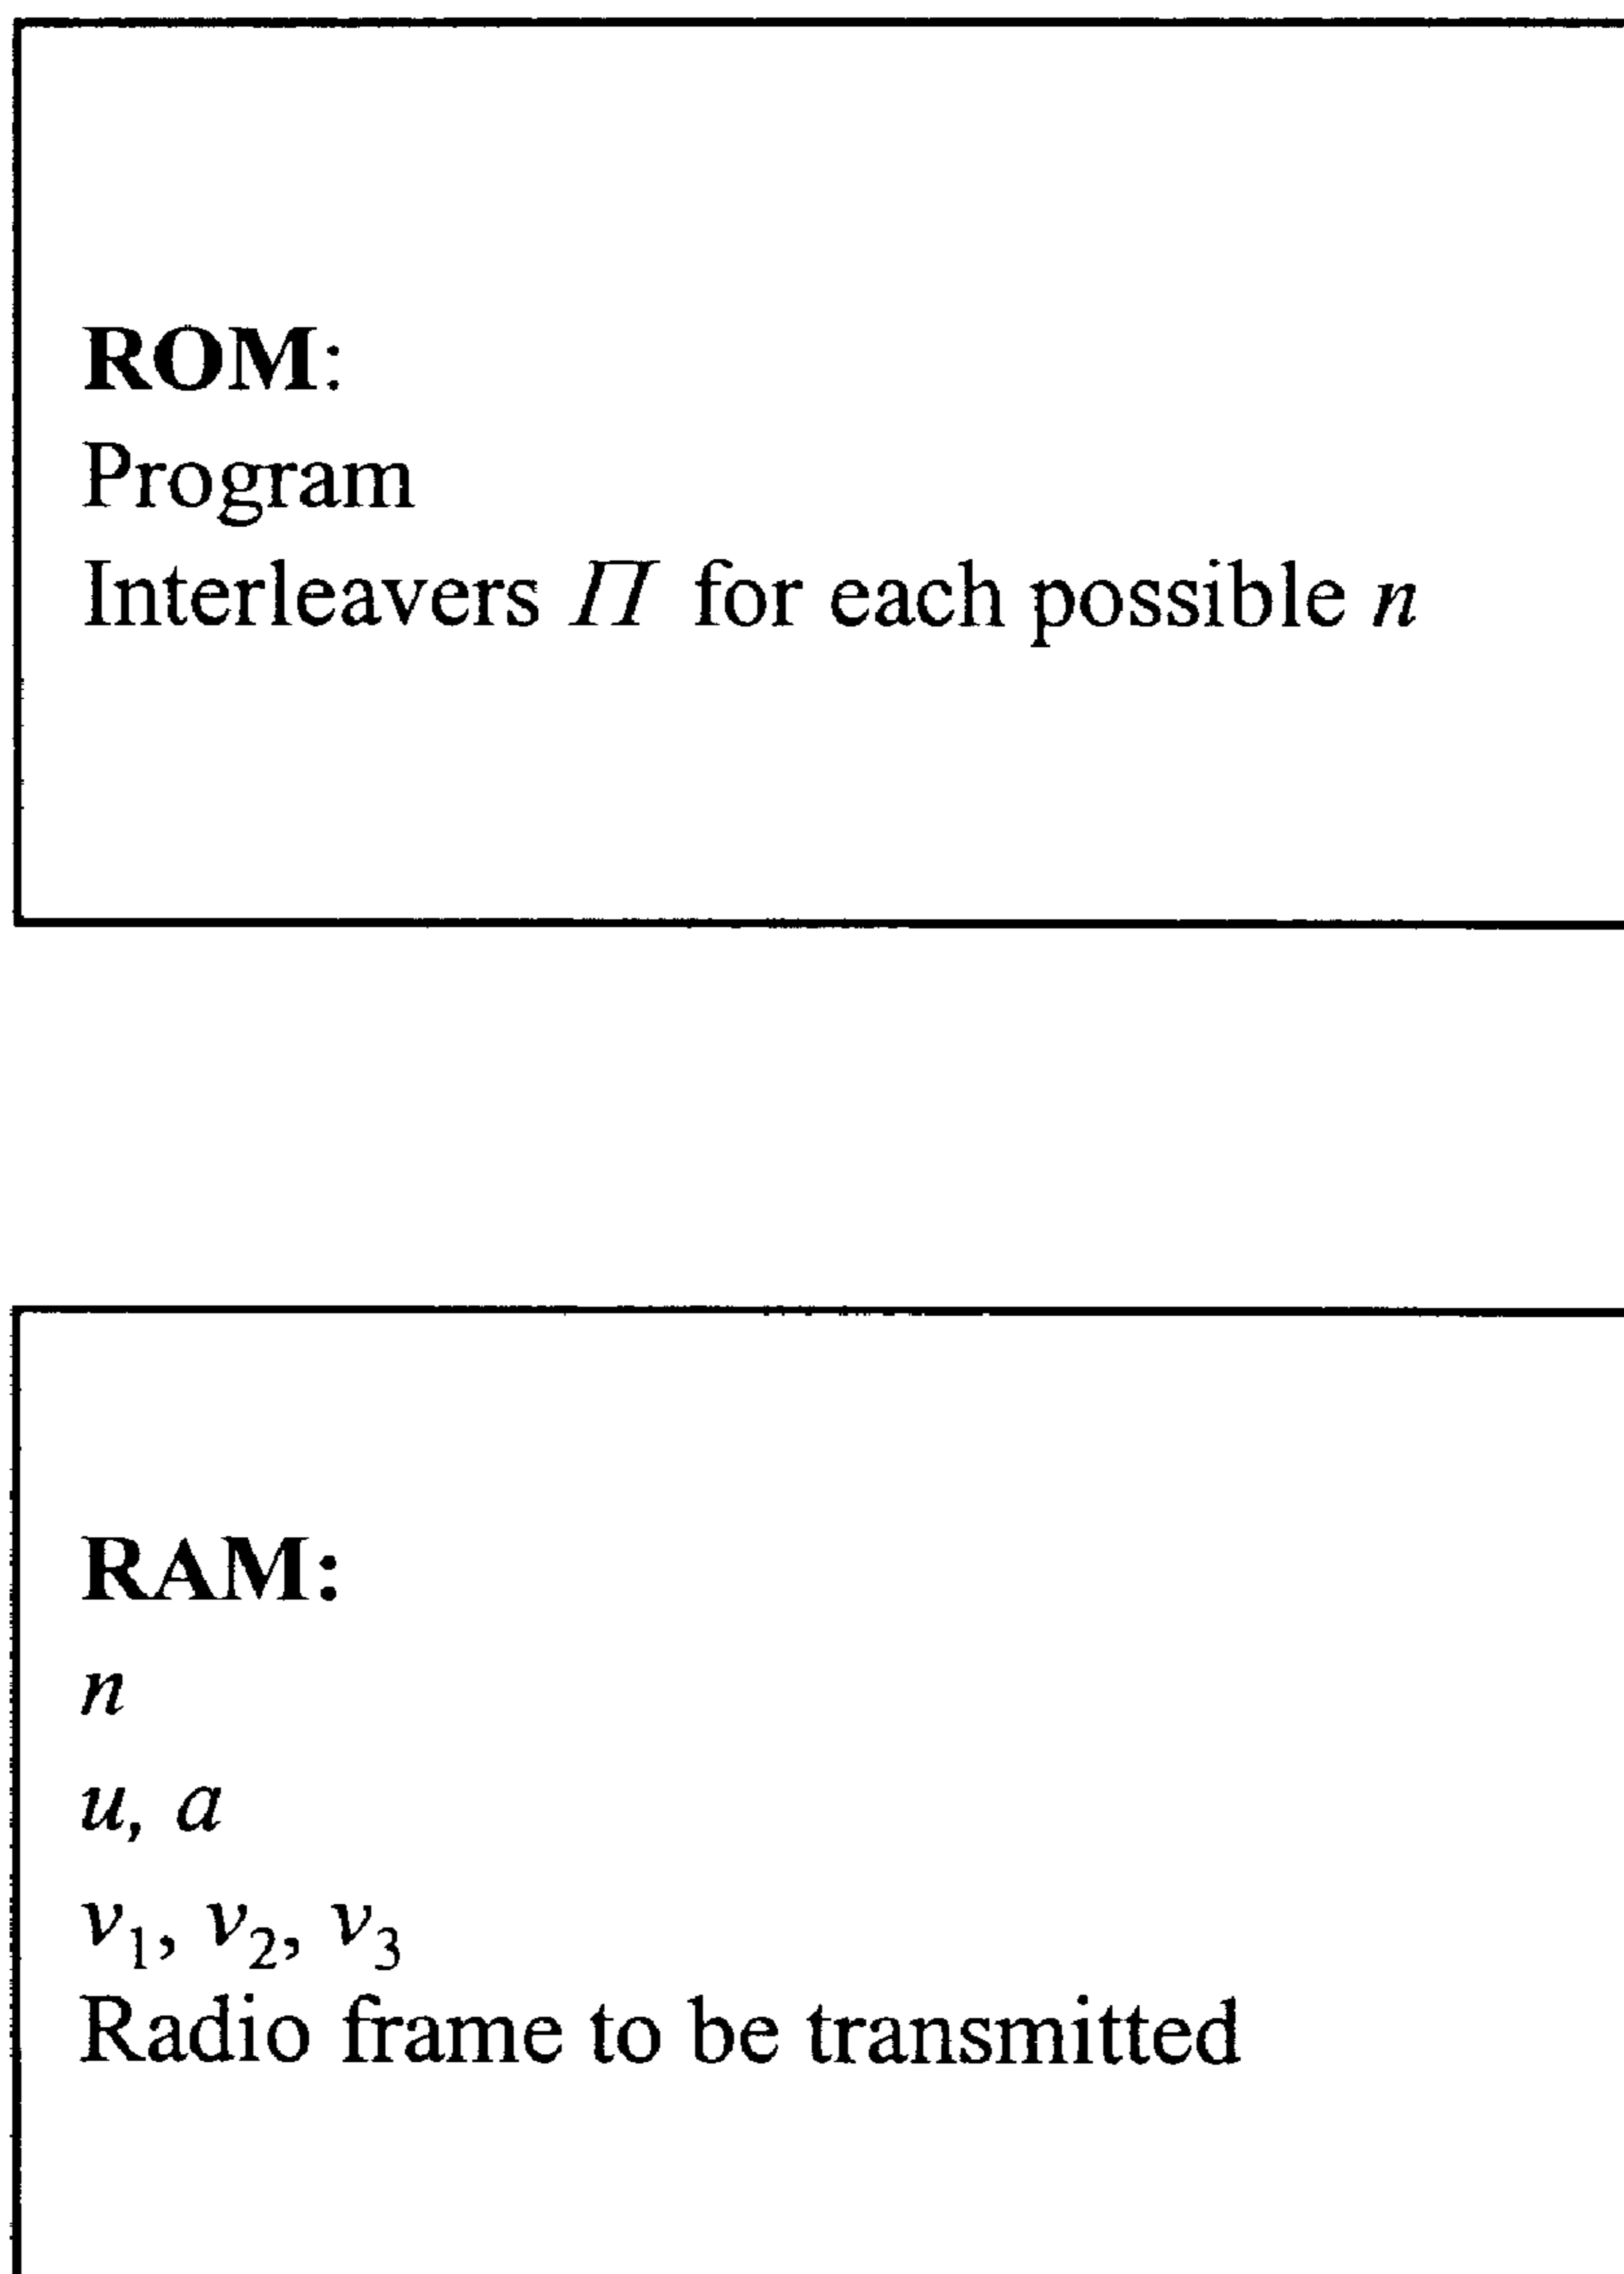 ROM:
Program
Interleavers Π for each possible n
RAM:
n
u, a
v₁, v₂, v₃
Radio frame to be transmitted